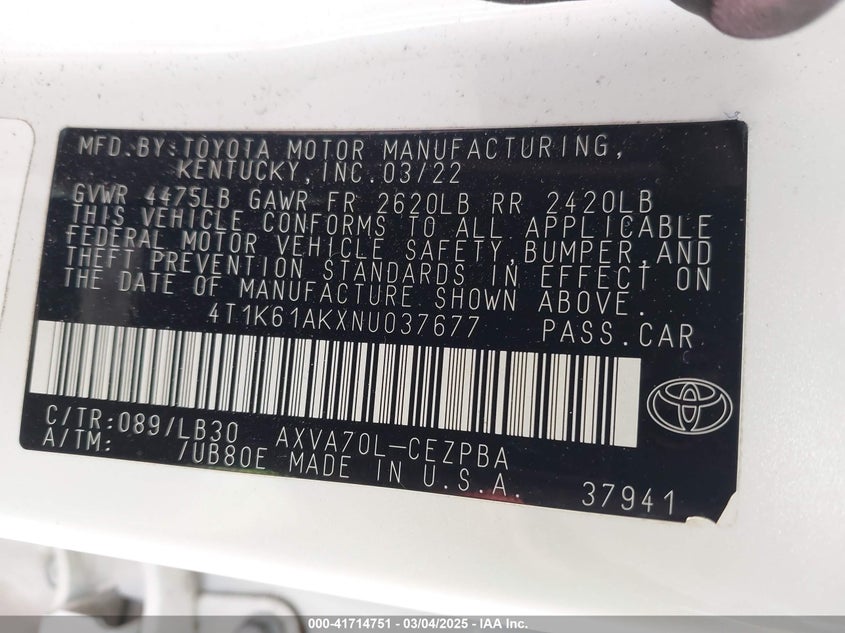 MFD.BY:TOYOTA MOTOR MANUFACTURING,
KENTUCKY,INC.03/22
GVWR 4475LB GAWR FR 2620LB RR 2420LB
THIS VEHICLE CONFORMS TO ALL APPLICABLE
FEDERAL MOTOR VEHICLE SAFETY,BUMPER,AND
THEFT PREVENTION STANDARDS IN EFFECT ON
THE DATE OF MANUFACTURE SHOWN ABOVE.
4T1K61AKXNU037677 PASS.CAR
C/TR:089/LB30 AXVA70L-CEZPBA
A/TM: /UB80E MADE IN U.S.A.
37941
000-41714751 - 03/04/2025 - IAA Inc.